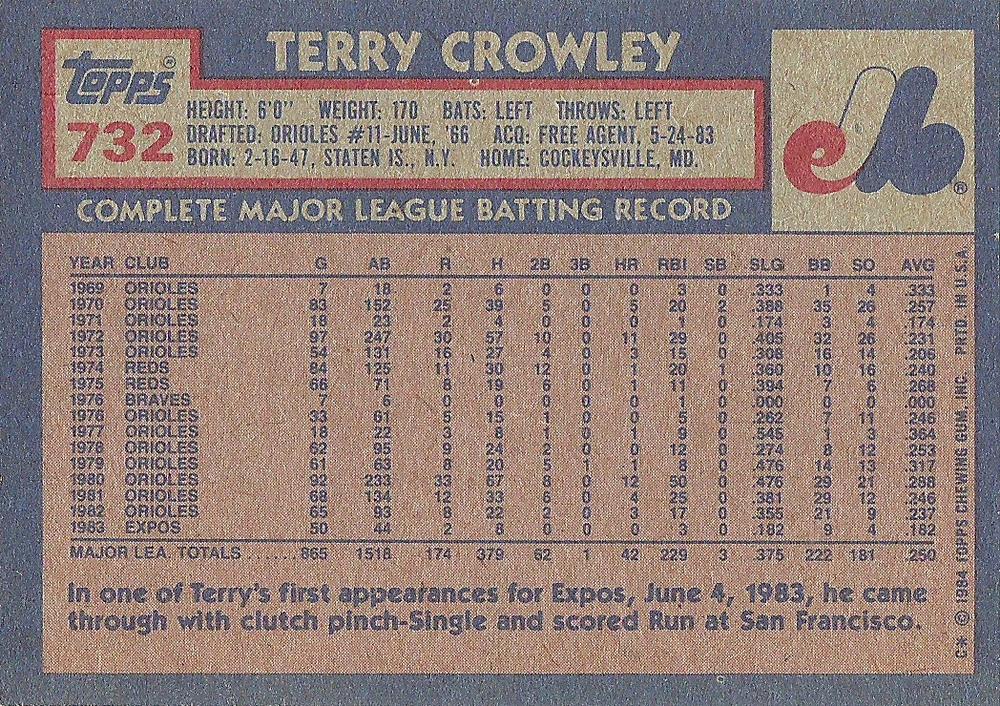 TERRY CROWLEY
Topps®
732
HEIGHT: 6'0" WEIGHT: 170 BATS: LEFT THROWS: LEFT
DRAFTED: ORIOLES #11-JUNE, '66 ACQ: FREE AGENT, 5-24-83
BORN: 2-16-47, STATEN IS., N.Y. HOME: COCKEYSVILLE, MD.
elb®
COMPLETE MAJOR LEAGUE BATTING RECORD
YEAR CLUB G AB R H 2B 3B HR RBI SB SLG BB SO AVG
1969 ORIOLES 7 18 2 6 0 0 0 3 0 .333 1 4 .333
1970 ORIOLES 83 152 25 39 5 0 5 20 2 .388 35 26 .257
1971 ORIOLES 18 23 2 4 0 0 0 1 0 .174 3 4 .174
1972 ORIOLES 97 247 30 57 10 0 11 29 0 .405 32 26 .231
1973 ORIOLES 54 131 16 27 4 0 3 15 0 .308 16 14 .206
1974 REDS 84 125 11 30 12 0 1 20 1 .360 10 16 .240
1975 REDS 66 71 8 19 6 0 1 11 0 .394 7 6 .268
1976 BRAVES 7 6 0 0 0 0 0 1 0 .000 0 0 .000
1976 ORIOLES 33 61 5 15 1 0 0 5 0 .262 7 11 .246
1977 ORIOLES 18 22 3 8 1 0 1 9 0 .545 1 3 .364
1978 ORIOLES 62 95 9 24 2 0 0 12 0 .274 8 12 .253
1979 ORIOLES 61 63 8 20 5 1 1 8 0 .476 14 13 .317
1980 ORIOLES 92 233 33 67 8 0 12 50 0 .476 29 21 .288
1981 ORIOLES 68 134 12 33 6 0 4 25 0 .381 29 12 .246
1982 ORIOLES 65 93 8 22 2 0 3 17 0 .355 21 9 .237
1983 EXPOS 50 44 2 8 0 0 0 3 0 .182 9 4 .182
MAJOR LEA. TOTALS ...... 865 1518 174 379 62 1 42 229 3 .375 222 181 .250
In one of Terry's first appearances for Expos, June 4, 1983, he came
through with clutch pinch-Single and scored Run at San Francisco.
C* © 1984 TOPPS CHEWING GUM, INC. PRTD. IN U.S.A.